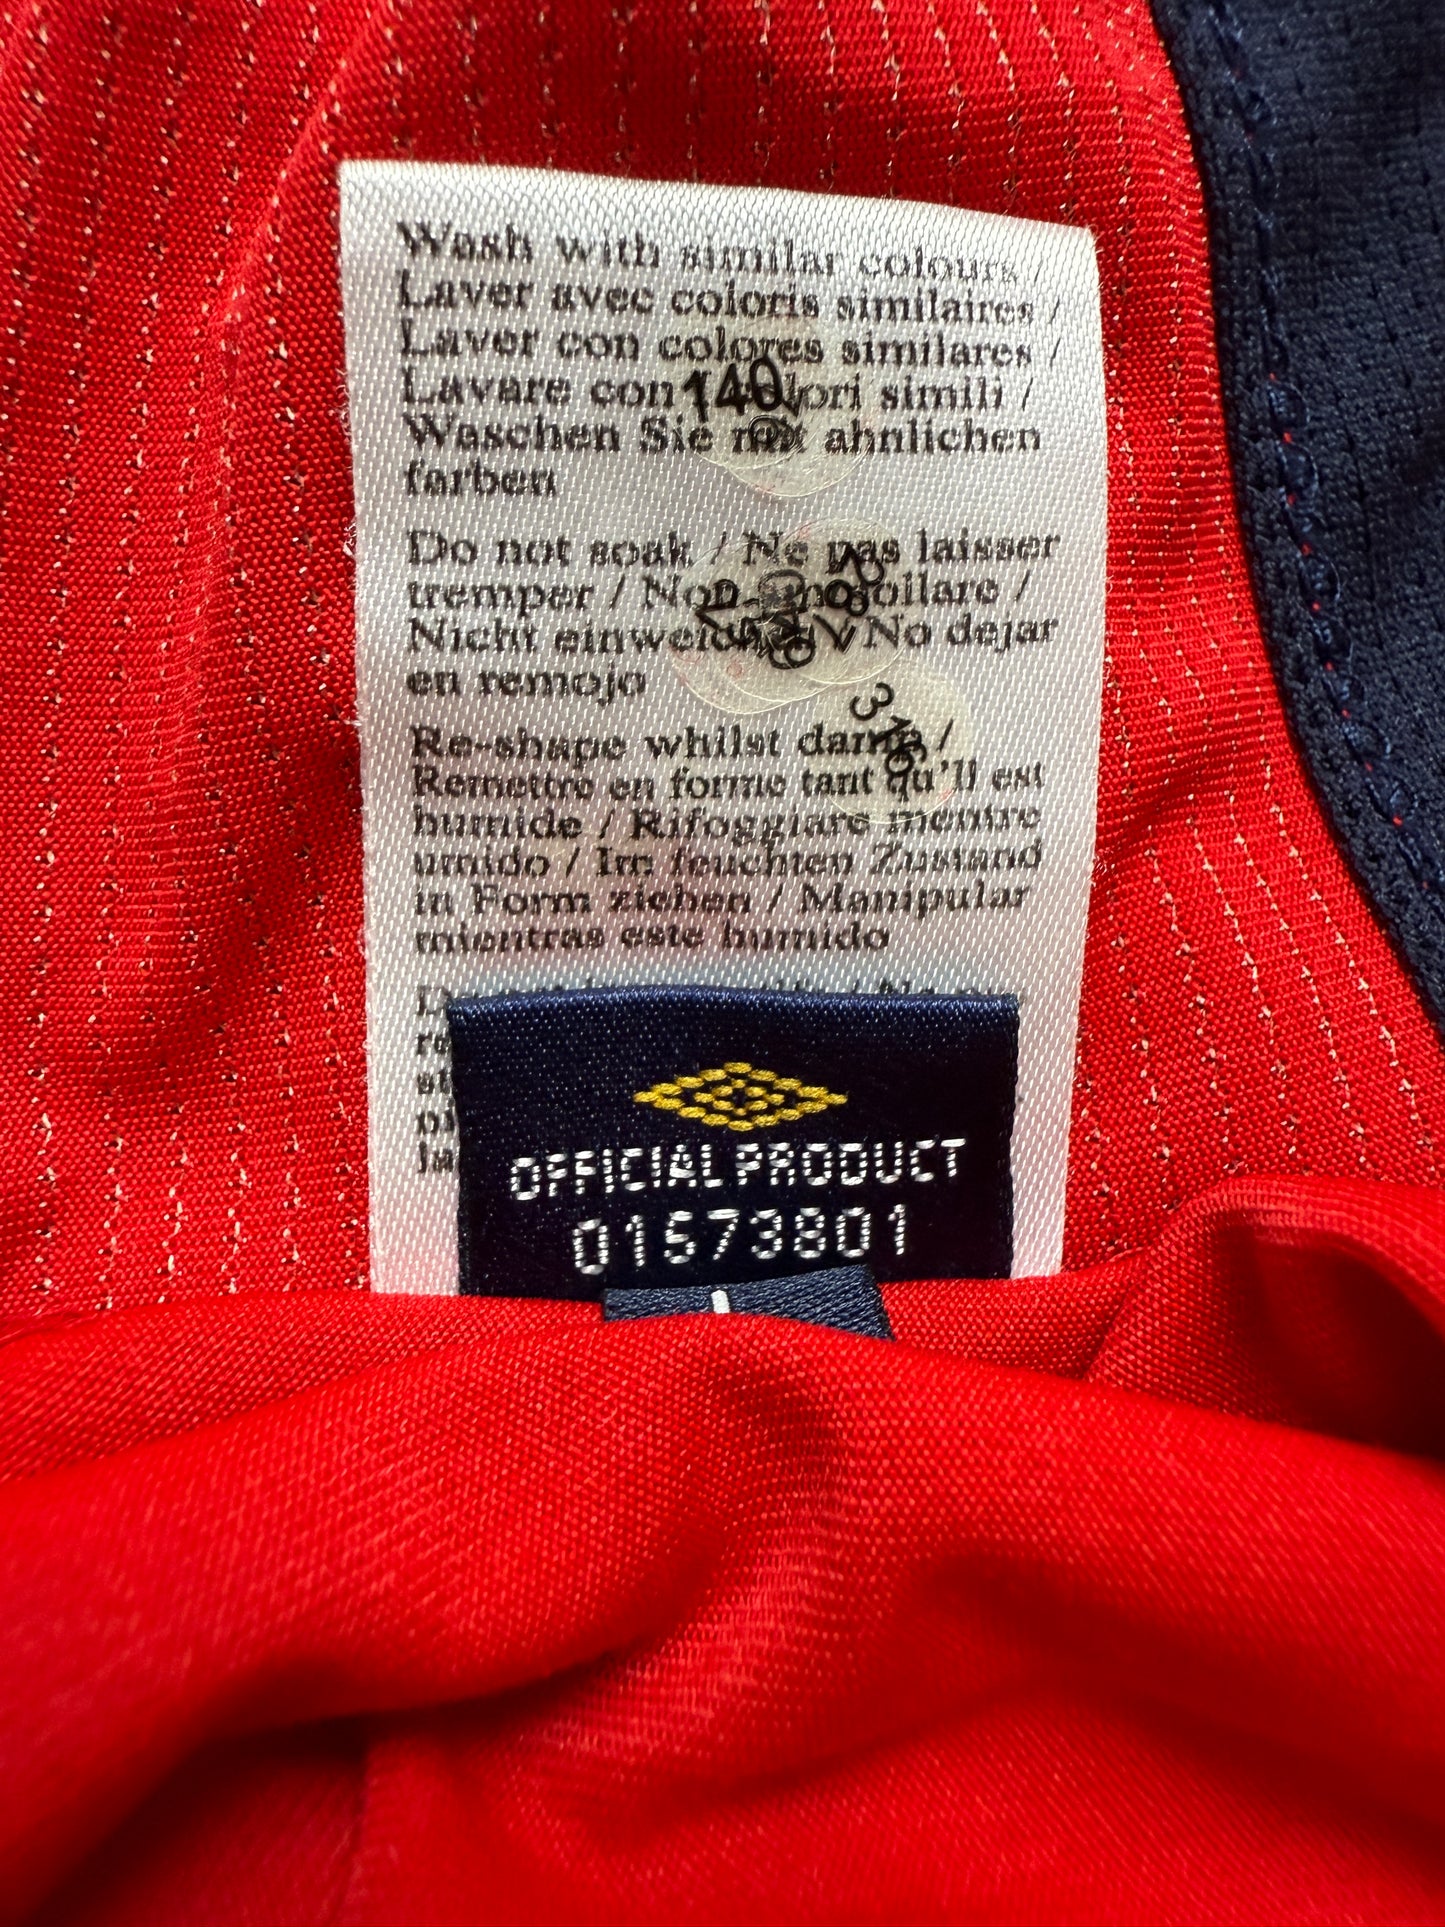 Wash with similar colours /
Laver avec coloris similaires /
Laver con colores similares /
Lavare con colori simili /
140
Waschen Sie mit ahnlichen
farben
Do not soak / Ne pas laisser
tremper / Non ammollare /
Nicht einweichen / No dejar
en remojo
Re-shape whilst damp /
316
Remettre en forme tant qu'll est
humide / Rifoggiare mentre
umido / Im feuchten Zustand
in Form ziehen / Manipular
mientras este humido
OFFICIAL PRODUCT
01573801